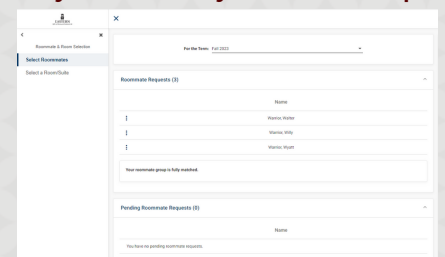 Roommate & Room Selection
Select Roommates
Select a Room/Suite
For the Term: Fall 2023
Roommate Requests (3)
Name
Warrior, Walter
Warrior, Willy
Warrior, Wyatt
Your roommate group is fully matched.
Pending Roommate Requests (0)
Name
You have no pending roommate requests.